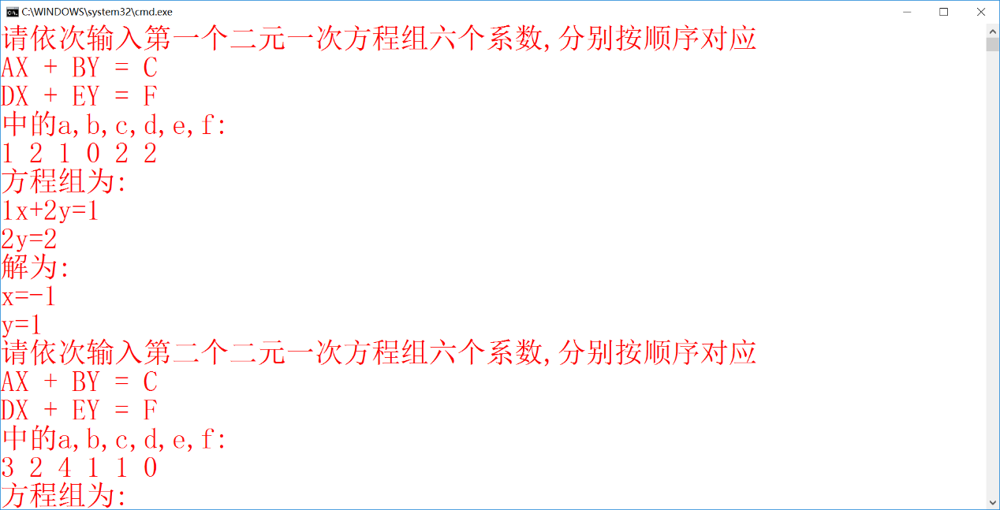 C:\WINDOWS\system32\cmd.exe
请依次输入第一个二元一次方程组六个系数,分别按顺序对应
AX + BY = C
DX + EY = F
中的a,b,c,d,e,f:
1 2 1 0 2 2
方程组为:
1x+2y=1
2y=2
解为:
x=-1
y=1
请依次输入第二个二元一次方程组六个系数,分别按顺序对应
AX + BY = C
DX + EY = F
中的a,b,c,d,e,f:
3 2 4 1 1 0
方程组为: